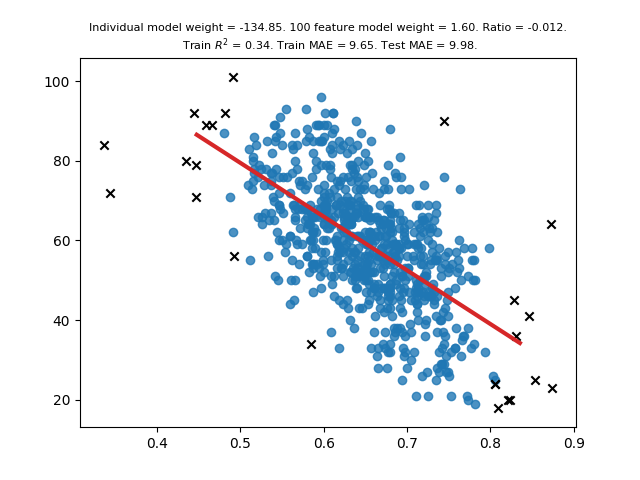 Individual model weight = -134.85. 100 feature model weight = 1.60. Ratio = -0.012.
Train R² = 0.34. Train MAE = 9.65. Test MAE = 9.98.
100
80
60
40
20
0.4 0.5 0.6 0.7 0.8 0.9